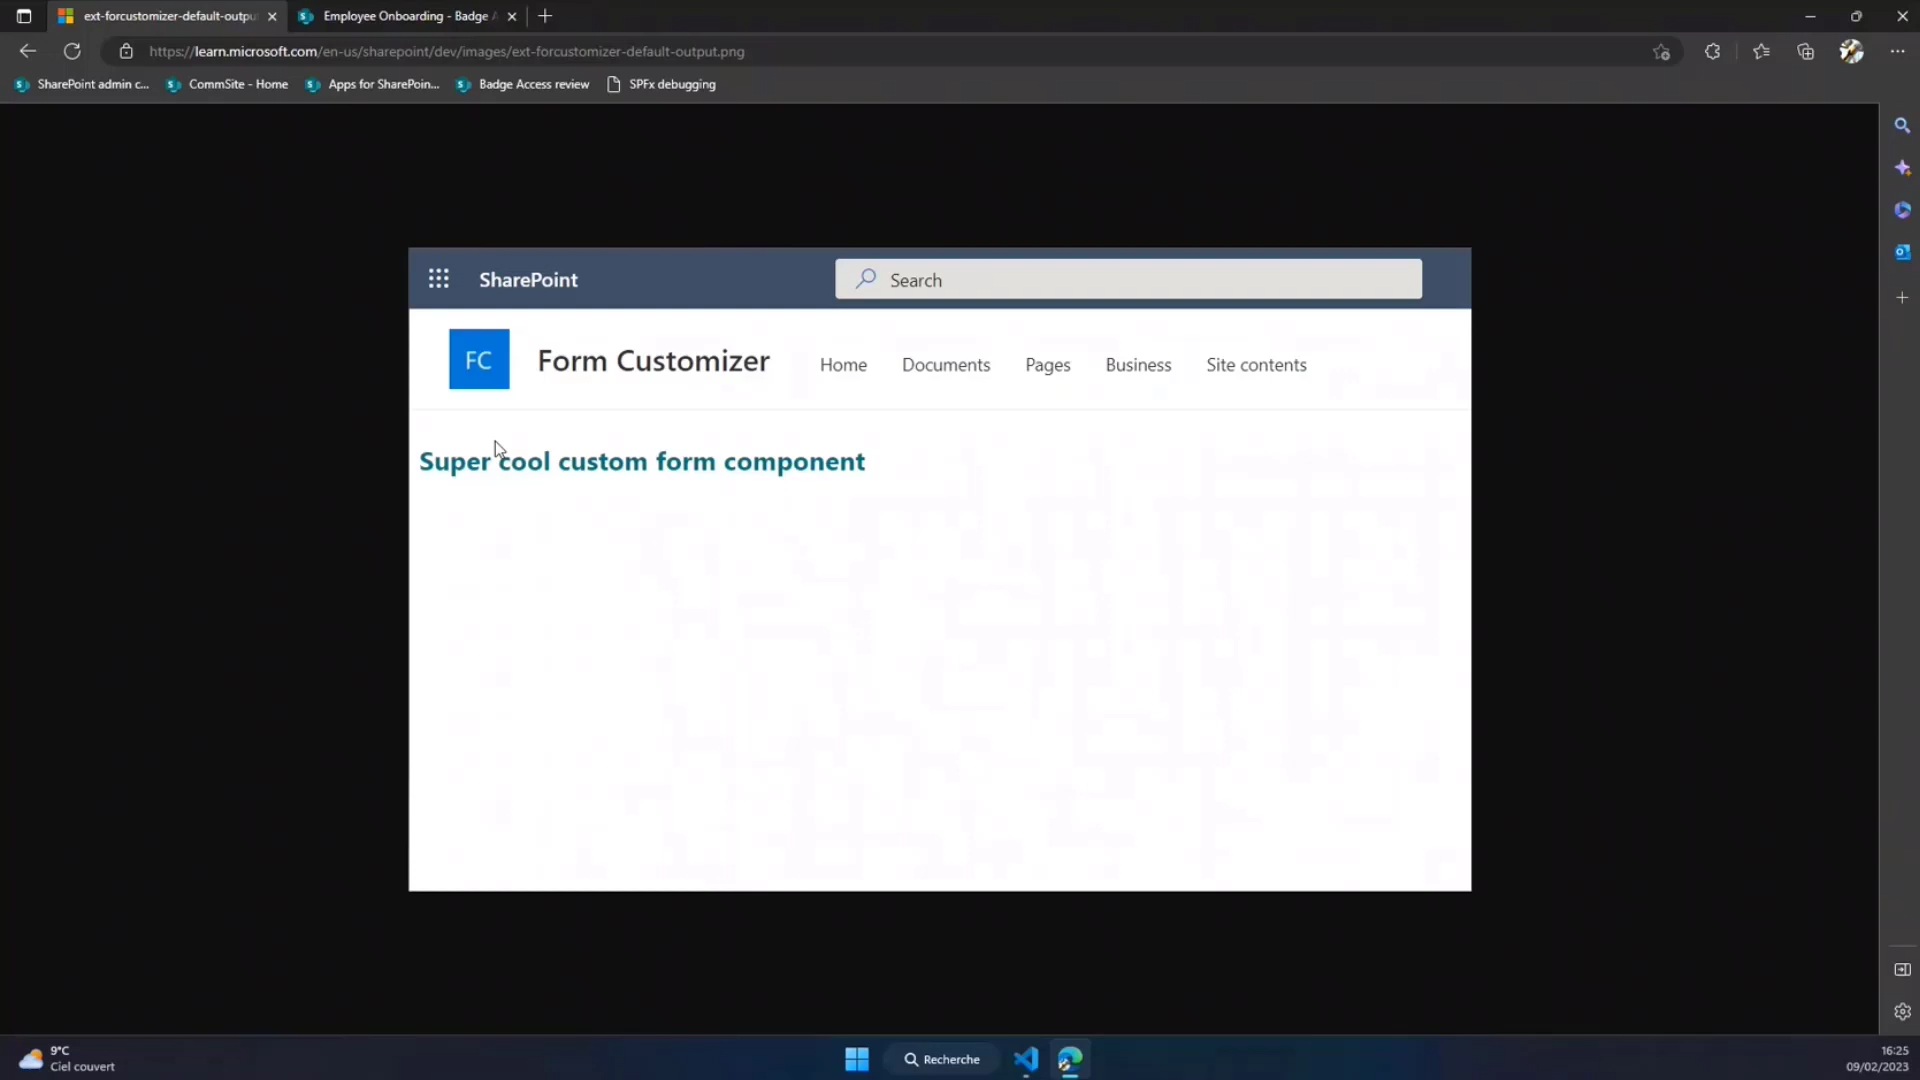 ext-forcustomizer-default-outpu
Employee Onboarding - Badge A
https://learn.microsoft.com/en-us/sharepoint/dev/images/ext-forcustomizer-default-output.png
SharePoint admin c...
CommSite - Home
Apps for SharePoin...
Badge Access review
SPFx debugging
SharePoint
Search
FC
Form Customizer
Home
Documents
Pages
Business
Site contents
Super cool custom form component
9°C
Ciel couvert
Recherche
16:25
09/02/2023